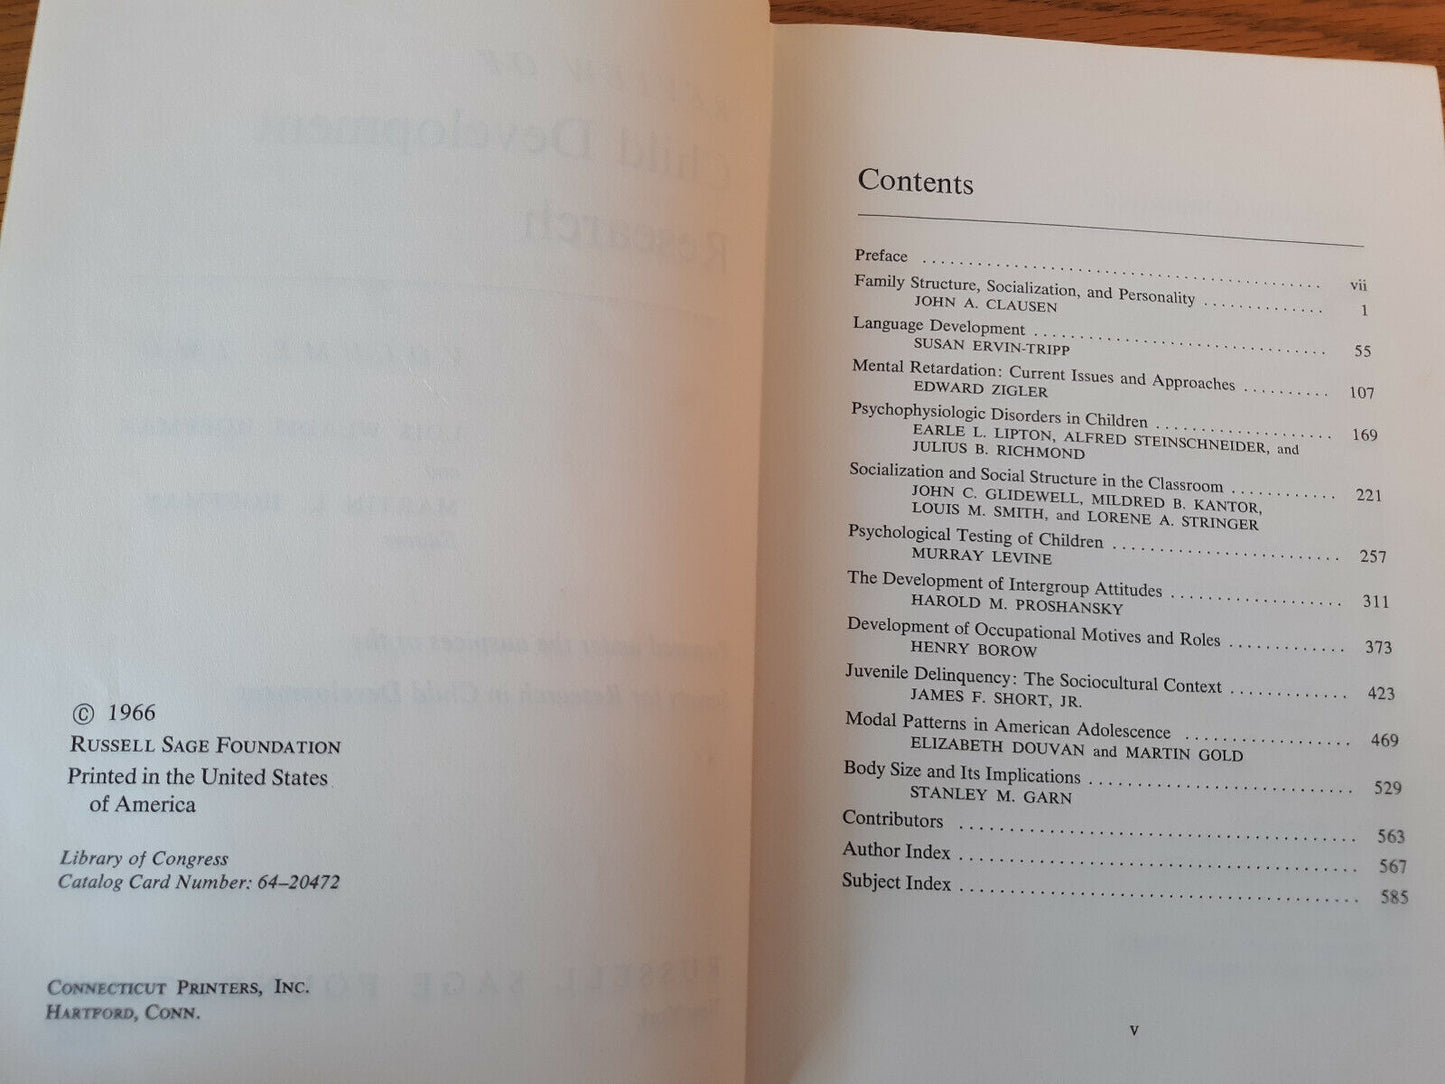 © 1966
RUSSELL SAGE FOUNDATION
Printed in the United States
of America
Library of Congress
Catalog Card Number: 64–20472
CONNECTICUT PRINTERS, INC.
HARTFORD, CONN.
Contents
Preface .......... vii
Family Structure, Socialization, and Personality .......... 1
JOHN A. CLAUSEN
Language Development .......... 55
SUSAN ERVIN-TRIPP
Mental Retardation: Current Issues and Approaches .......... 107
EDWARD ZIGLER
Psychophysiologic Disorders in Children .......... 169
EARLE L. LIPTON, ALFRED STEINSCHNEIDER, and
JULIUS B. RICHMOND
Socialization and Social Structure in the Classroom .......... 221
JOHN C. GLIDEWELL, MILDRED B. KANTOR,
LOUIS M. SMITH, and LORENE A. STRINGER
Psychological Testing of Children .......... 257
MURRAY LEVINE
The Development of Intergroup Attitudes .......... 311
HAROLD M. PROSHANSKY
Development of Occupational Motives and Roles .......... 373
HENRY BOROW
Juvenile Delinquency: The Sociocultural Context .......... 423
JAMES F. SHORT, JR.
Modal Patterns in American Adolescence .......... 469
ELIZABETH DOUVAN and MARTIN GOLD
Body Size and Its Implications .......... 529
STANLEY M. GARN
Contributors .......... 563
Author Index .......... 567
Subject Index .......... 585
v